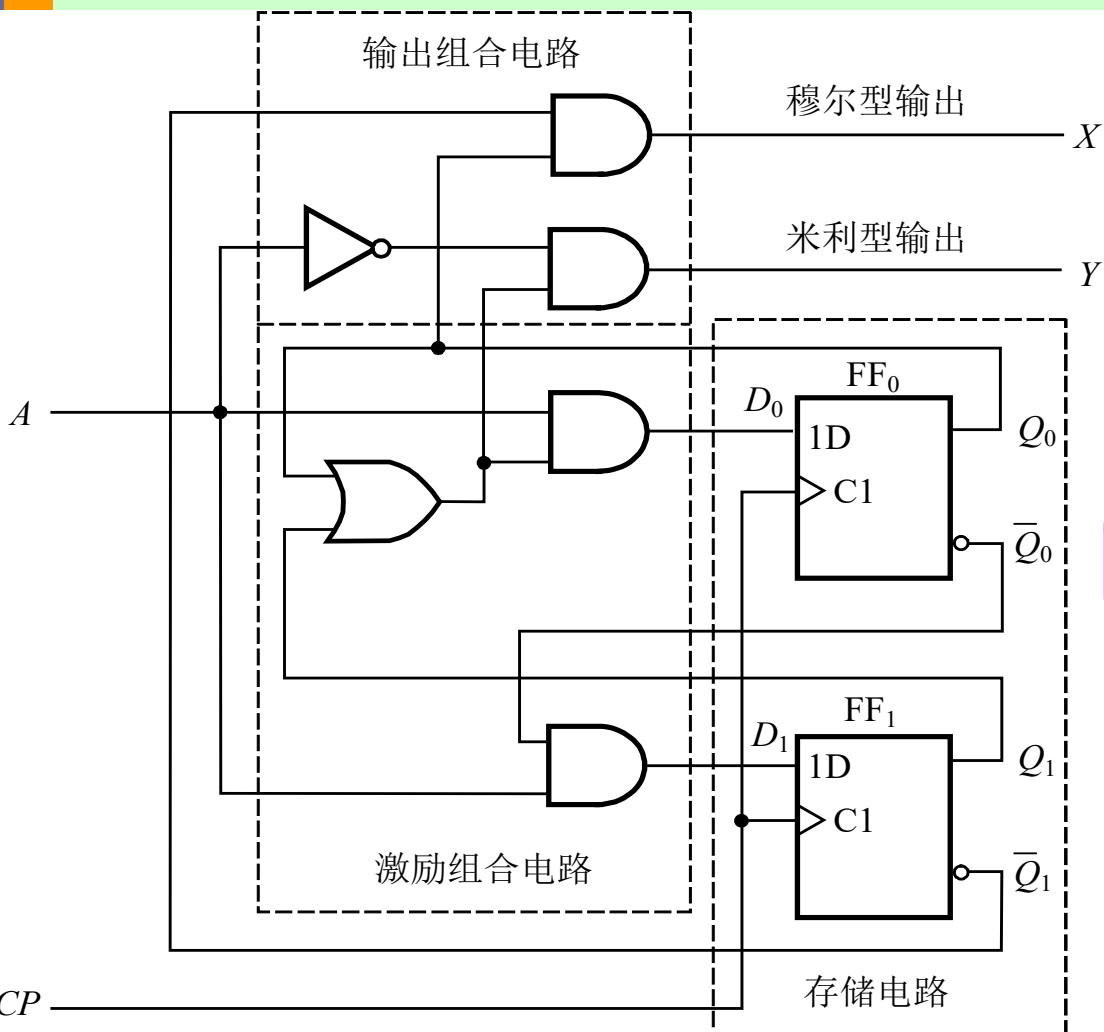 输出组合电路
穆尔型输出
X
米利型输出
Y
A
FF₀
D₀
1D
Q₀
C1
Q̅₀
FF₁
D₁
1D
Q₁
C1
Q̅₁
激励组合电路
存储电路
CP